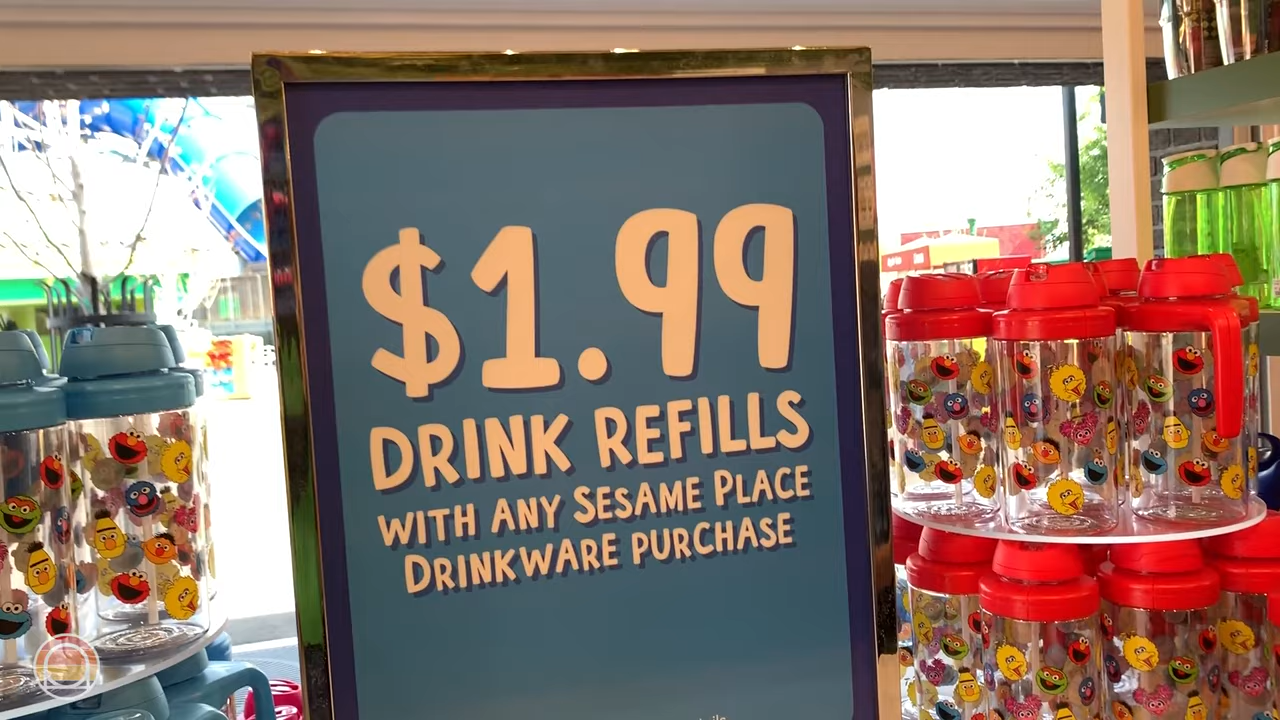 $1.99
DRINK REFILLS
WITH ANY SESAME PLACE
DRINKWARE PURCHASE